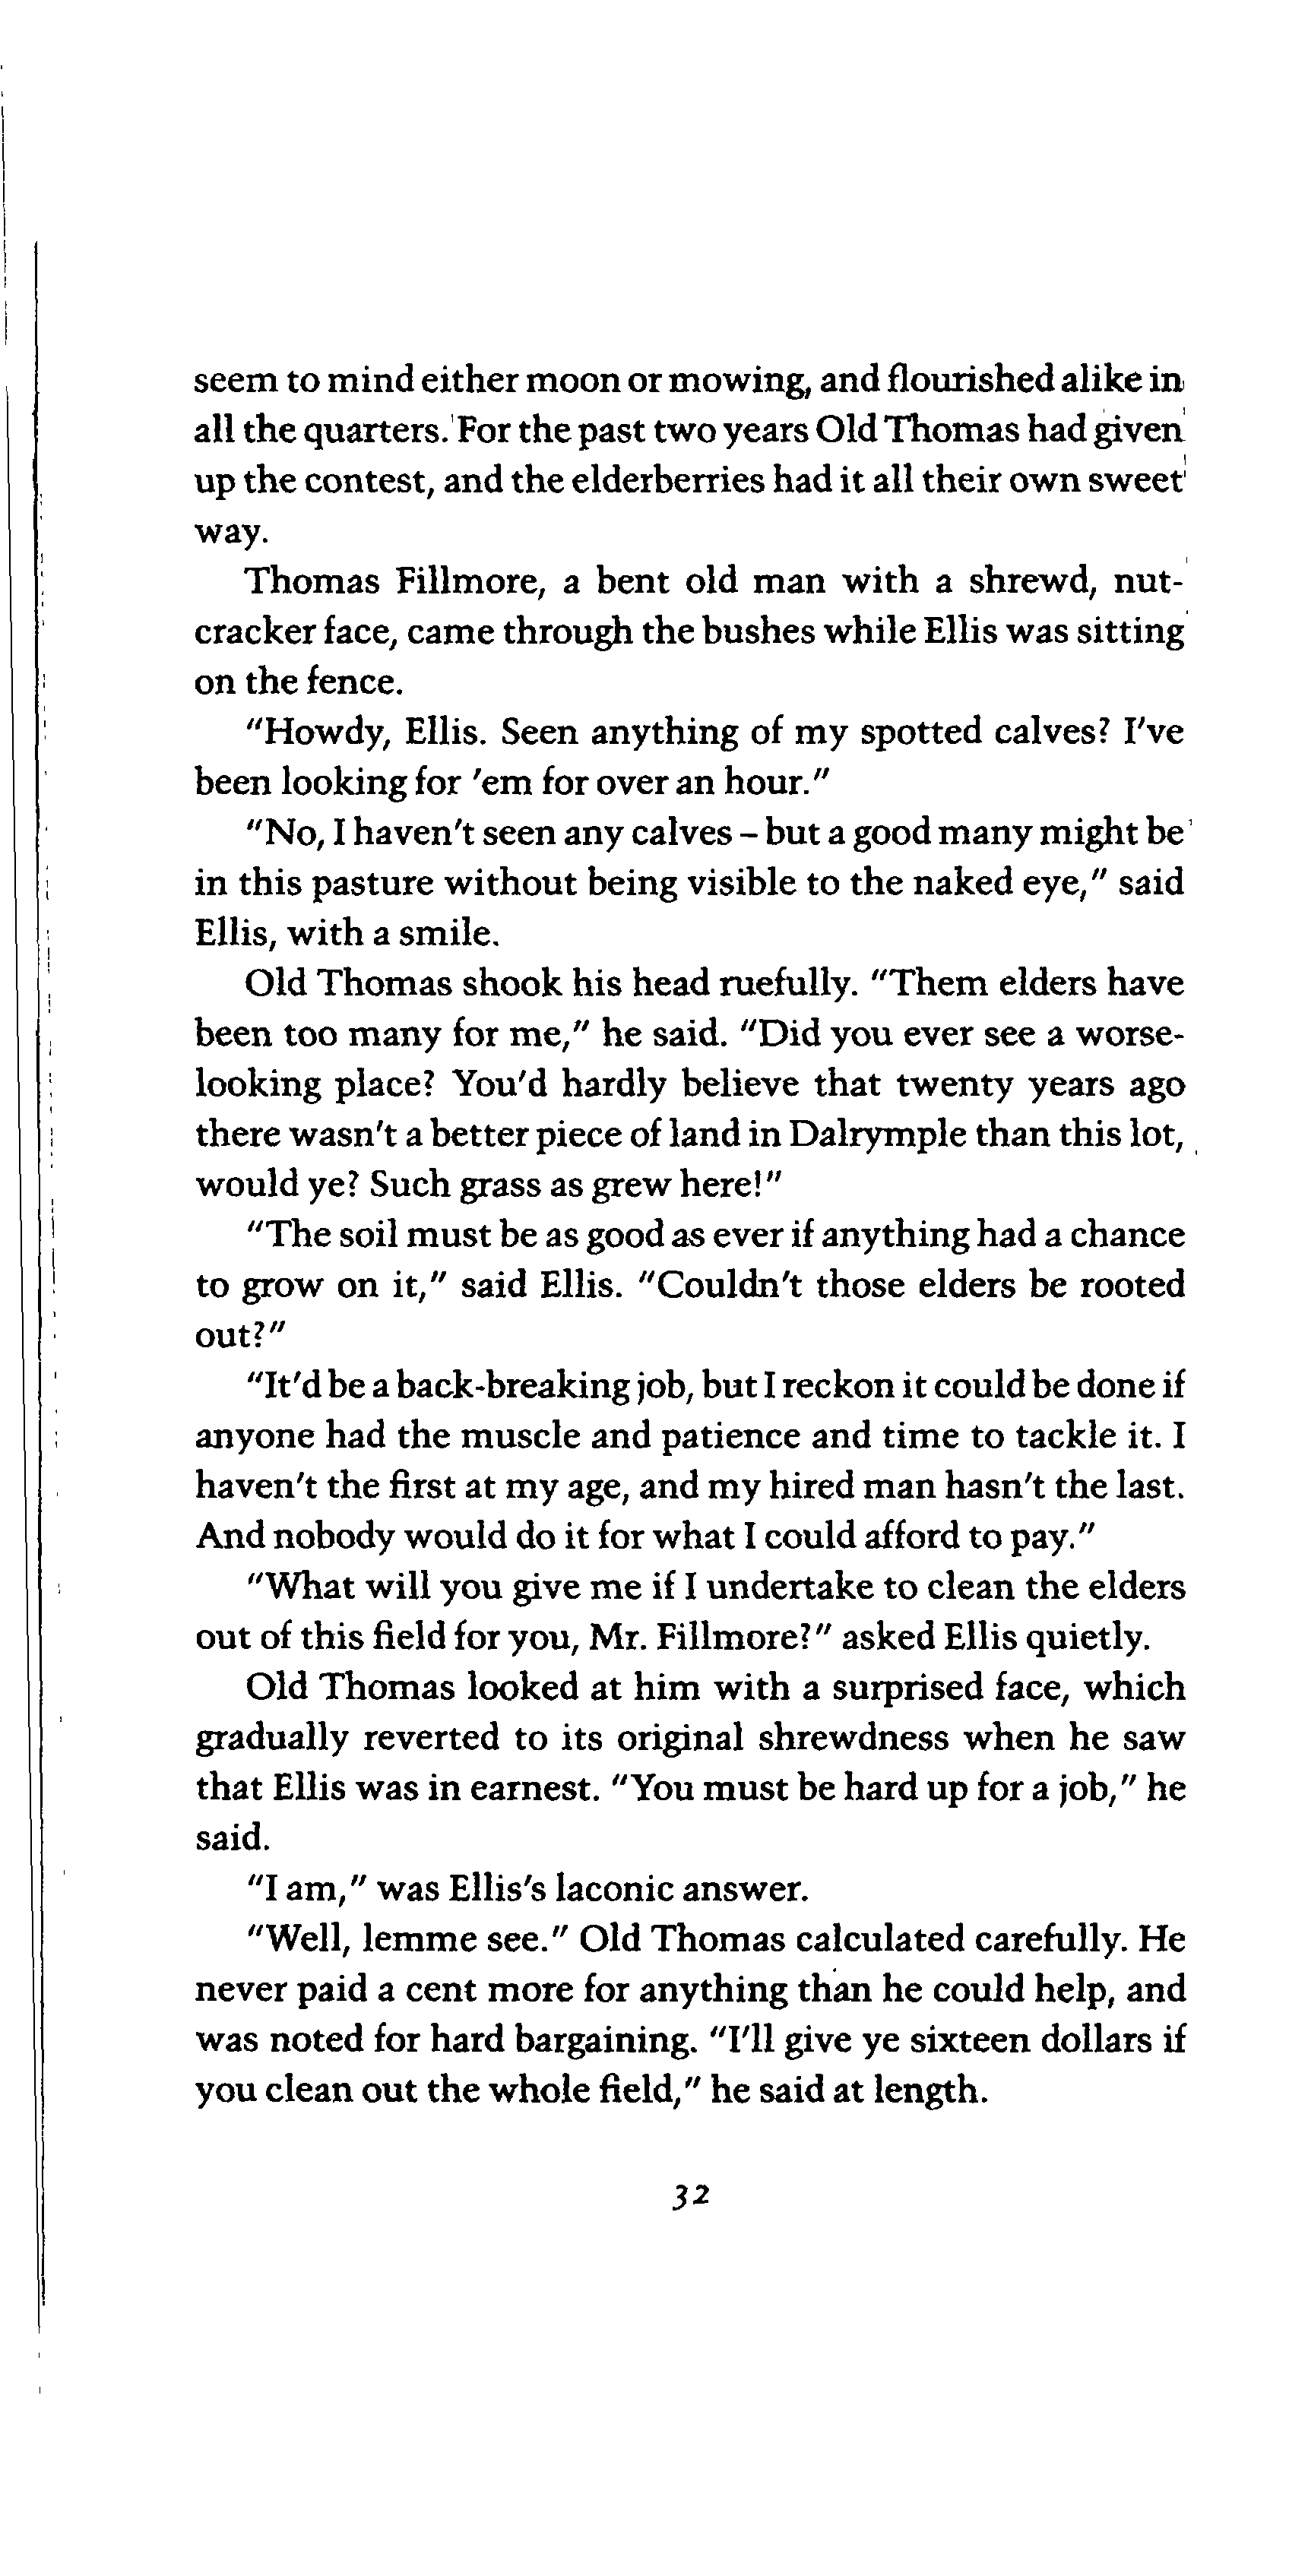 seem to mind either moon or mowing, and flourished alike in
all the quarters. For the past two years Old Thomas had given
up the contest, and the elderberries had it all their own sweet
way.
Thomas Fillmore, a bent old man with a shrewd, nut-
cracker face, came through the bushes while Ellis was sitting
on the fence.
"Howdy, Ellis. Seen anything of my spotted calves? I've
been looking for 'em for over an hour."
"No, I haven't seen any calves – but a good many might be
in this pasture without being visible to the naked eye," said
Ellis, with a smile.
Old Thomas shook his head ruefully. "Them elders have
been too many for me," he said. "Did you ever see a worse-
looking place? You'd hardly believe that twenty years ago
there wasn't a better piece of land in Dalrymple than this lot,
would ye? Such grass as grew here!"
"The soil must be as good as ever if anything had a chance
to grow on it," said Ellis. "Couldn't those elders be rooted
out?"
"It'd be a back-breaking job, but I reckon it could be done if
anyone had the muscle and patience and time to tackle it. I
haven't the first at my age, and my hired man hasn't the last.
And nobody would do it for what I could afford to pay."
"What will you give me if I undertake to clean the elders
out of this field for you, Mr. Fillmore?" asked Ellis quietly.
Old Thomas looked at him with a surprised face, which
gradually reverted to its original shrewdness when he saw
that Ellis was in earnest. "You must be hard up for a job," he
said.
"I am," was Ellis's laconic answer.
"Well, lemme see." Old Thomas calculated carefully. He
never paid a cent more for anything than he could help, and
was noted for hard bargaining. "I'll give ye sixteen dollars if
you clean out the whole field," he said at length.
32